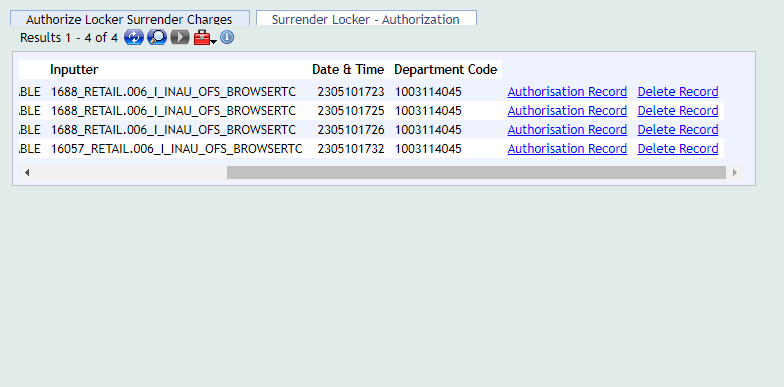 Authorize Locker Surrender Charges Surrender Locker - Authorization
Results 1 - 4 of 4
Inputter Date & Time Department Code
.BLE 1688_RETAIL.006_I_INAU_OFS_BROWSERTC 2305101723 1003114045 Authorisation Record Delete Record
.BLE 1688_RETAIL.006_I_INAU_OFS_BROWSERTC 2305101725 1003114045 Authorisation Record Delete Record
.BLE 1688_RETAIL.006_I_INAU_OFS_BROWSERTC 2305101726 1003114045 Authorisation Record Delete Record
.BLE 16057_RETAIL.006_I_INAU_OFS_BROWSERTC 2305101732 1003114045 Authorisation Record Delete Record